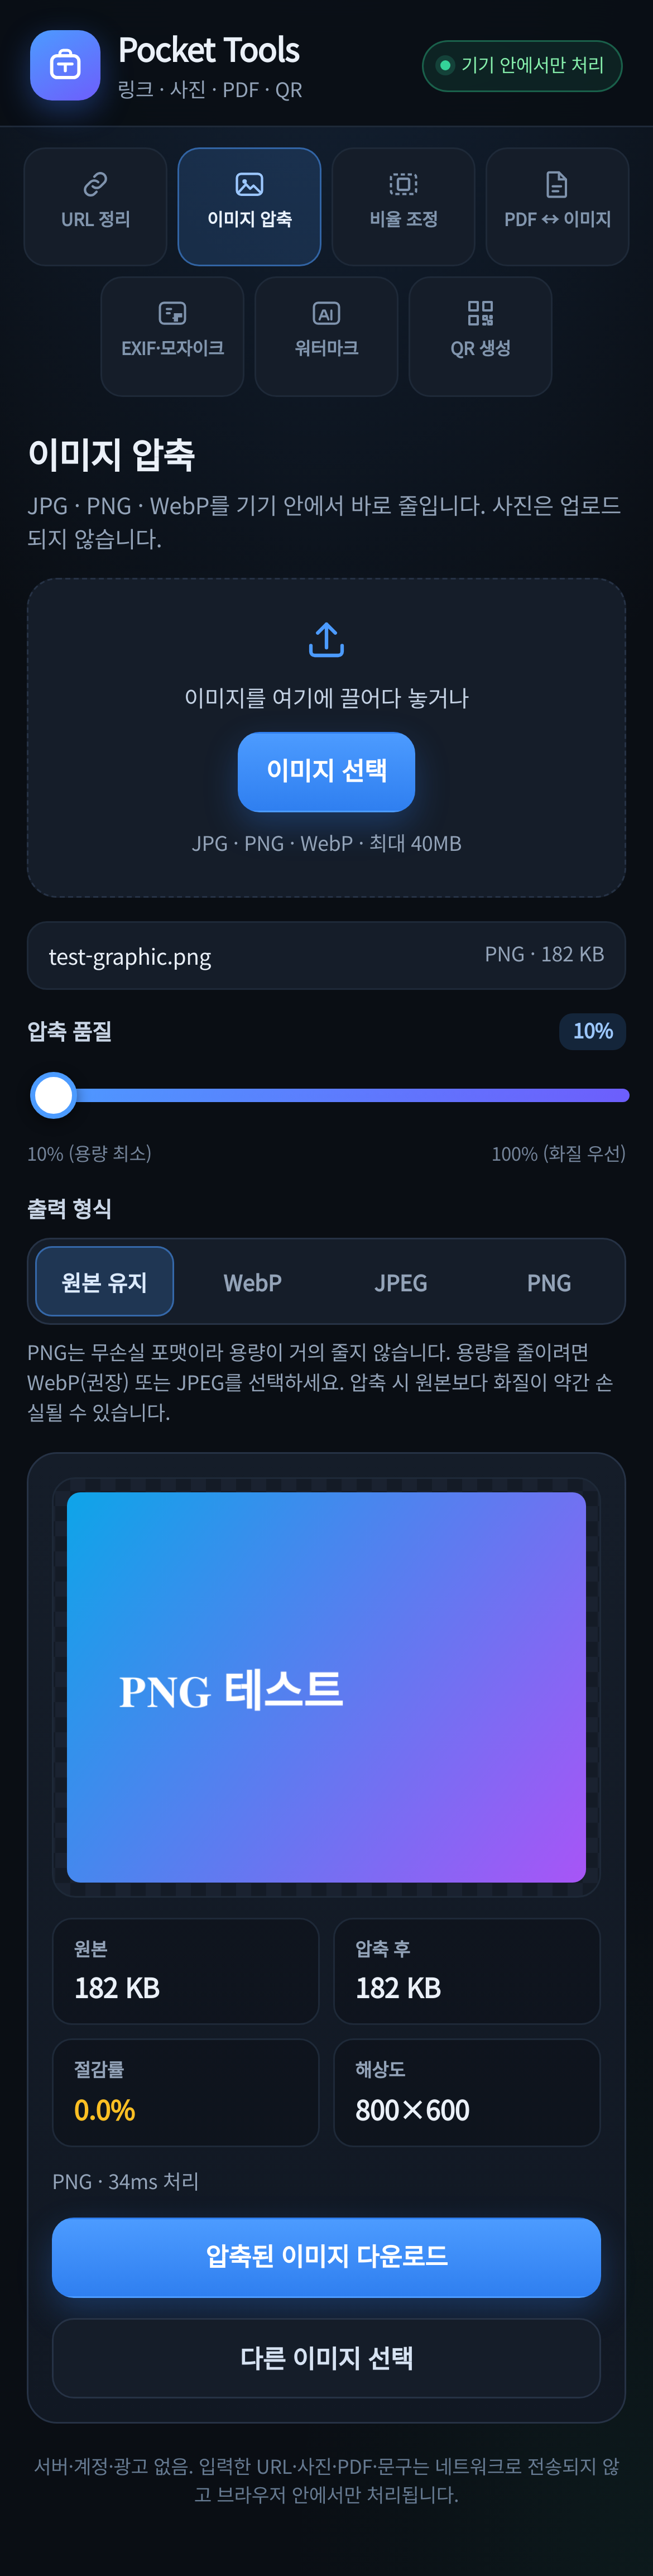 Pocket Tools
링크 · 사진 · PDF · QR
기기 안에서만 처리
URL 정리
이미지 압축
비율 조정
PDF ↔ 이미지
EXIF·모자이크
AI
워터마크
QR 생성
이미지 압축
JPG · PNG · WebP를 기기 안에서 바로 줄입니다. 사진은 업로드
되지 않습니다.
이미지를 여기에 끌어다 놓거나
이미지 선택
JPG · PNG · WebP · 최대 40MB
test-graphic.png
PNG · 182 KB
압축 품질
10%
10% (용량 최소)
100% (화질 우선)
출력 형식
원본 유지
WebP
JPEG
PNG
PNG는 무손실 포맷이라 용량이 거의 줄지 않습니다. 용량을 줄이려면
WebP(권장) 또는 JPEG를 선택하세요. 압축 시 원본보다 화질이 약간 손
실될 수 있습니다.
PNG 테스트
원본
182 KB
압축 후
182 KB
절감률
0.0%
해상도
800×600
PNG · 34ms 처리
압축된 이미지 다운로드
다른 이미지 선택
서버·계정·광고 없음. 입력한 URL·사진·PDF·문구는 네트워크로 전송되지 않
고 브라우저 안에서만 처리됩니다.